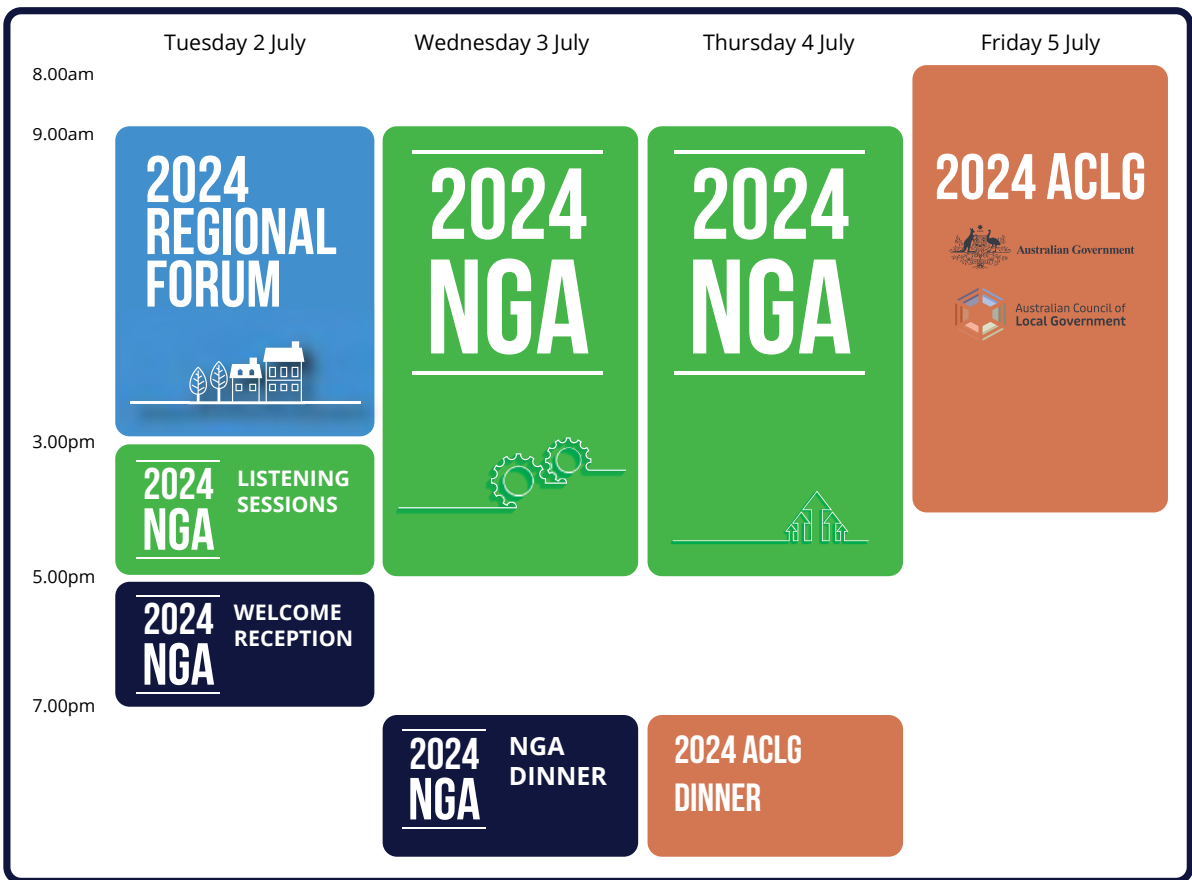 Tuesday 2 July
Wednesday 3 July
Thursday 4 July
Friday 5 July
8.00am
9.00am
3.00pm
5.00pm
7.00pm
2024
REGIONAL
FORUM
2024
NGA
LISTENING
SESSIONS
2024
NGA
WELCOME
RECEPTION
2024
NGA
2024
NGA
NGA
DINNER
2024
NGA
2024 ACLG
DINNER
2024 ACLG
Australian Government
Australian Council of
Local Government